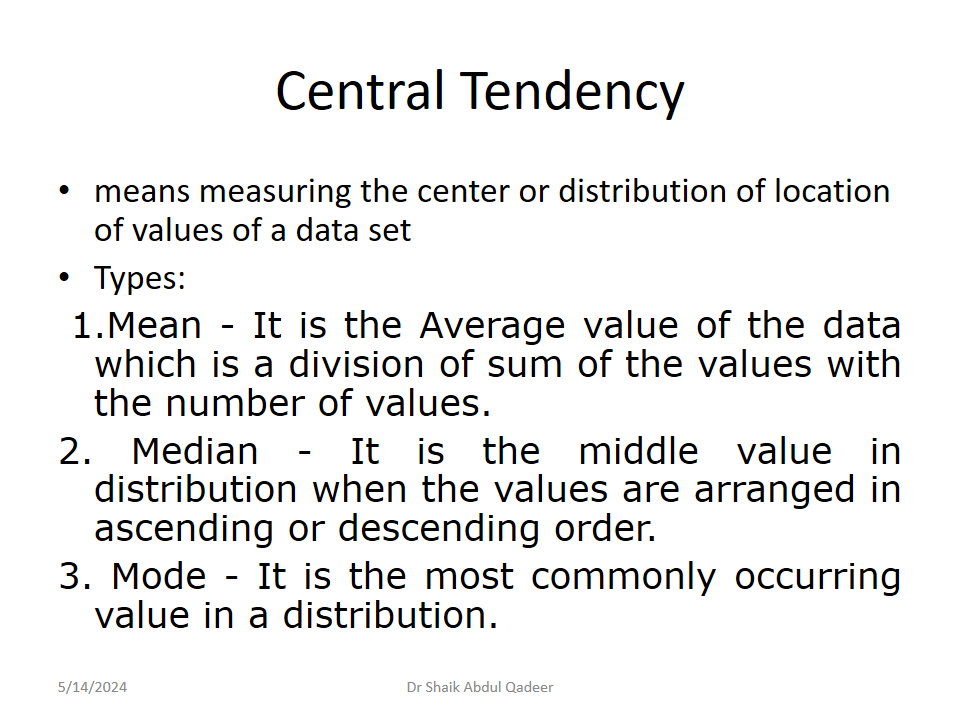 Central Tendency
• means measuring the center or distribution of location
of values of a data set
• Types:
1.Mean - It is the Average value of the data
which is a division of sum of the values with
the number of values.
2. Median - It is the middle value in
distribution when the values are arranged in
ascending or descending order.
3. Mode - It is the most commonly occurring
value in a distribution.
5/14/2024
Dr Shaik Abdul Qadeer